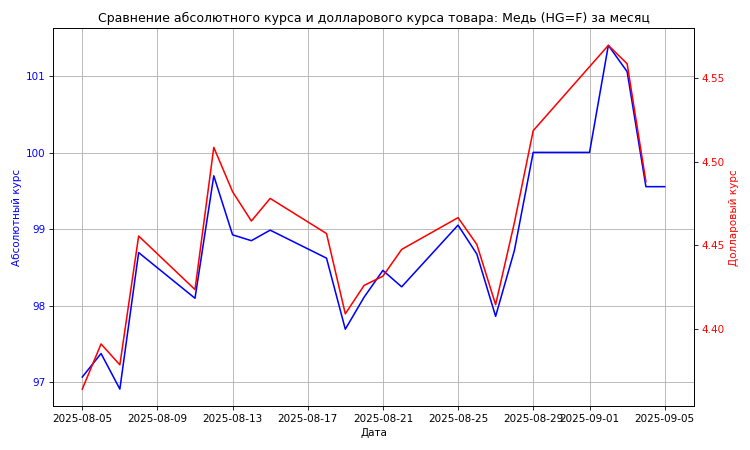 Сравнение абсолютного курса и долларового курса товара: Медь (HG=F) за месяц
Абсолютный курс
101
100
99
98
97
4.55
4.50
4.45
4.40
Долларовый курс
2025-08-05 2025-08-09 2025-08-13 2025-08-17 2025-08-21 2025-08-25 2025-08-29 2025-09-01 2025-09-05
Дата